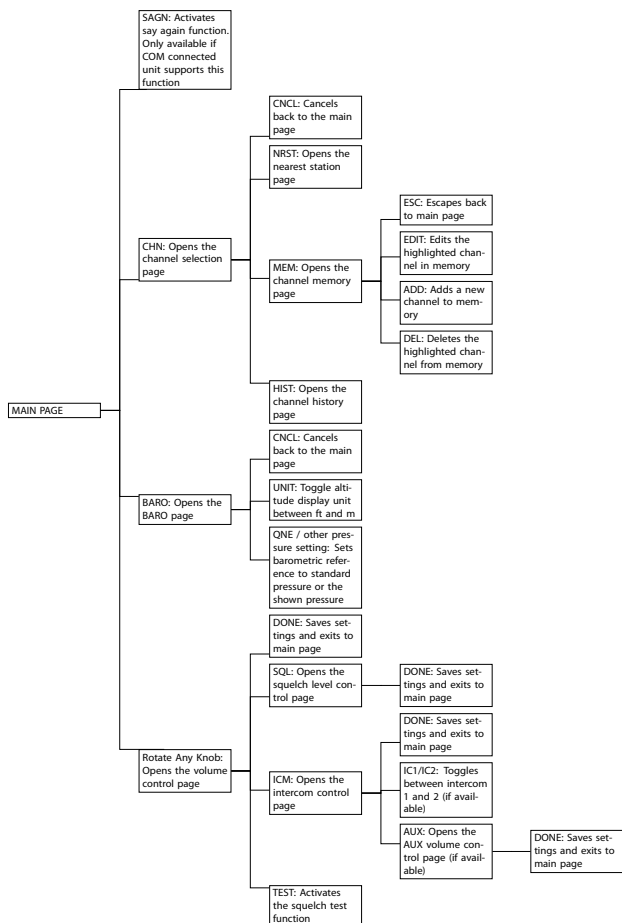 SAGN: Activates
say again function.
Only available if
COM connected
unit supports this
function
CNCL: Cancels
back to the main
page
NRST: Opens the
nearest station
page
ESC: Escapes back
to main page
EDIT: Edits the
highlighted channel
in memory
CHN: Opens the
channel selection
page
MEM: Opens the
channel memory
page
ADD: Adds a new
channel to mem-
ory
DEL: Deletes the
highlighted chan-
nel from memory
HIST: Opens the
channel history
page
MAIN PAGE
CNCL: Cancels
back to the main
page
BARO: Opens the
BARO page
UNIT: Toggle alti-
tude display unit
between ft and m
QNE / other pres-
sure setting: Sets
barometric refer-
ence to standard
pressure or the
shown pressure
DONE: Saves set-
tings and exits to
main page
SQL: Opens the
squelch level con-
trol page
DONE: Saves set-
tings and exits to
main page
DONE: Saves set-
tings and exits to
main page
Rotate Any Knob:
Opens the volume
control page
ICM: Opens the
intercom control
page
IC1/IC2: Toggles
between intercom
1 and 2 (if avail-
able)
AUX: Opens the
AUX volume con-
trol page (if avail-
able)
DONE: Saves set-
tings and exits to
main page
TEST: Activates
the squelch test
function